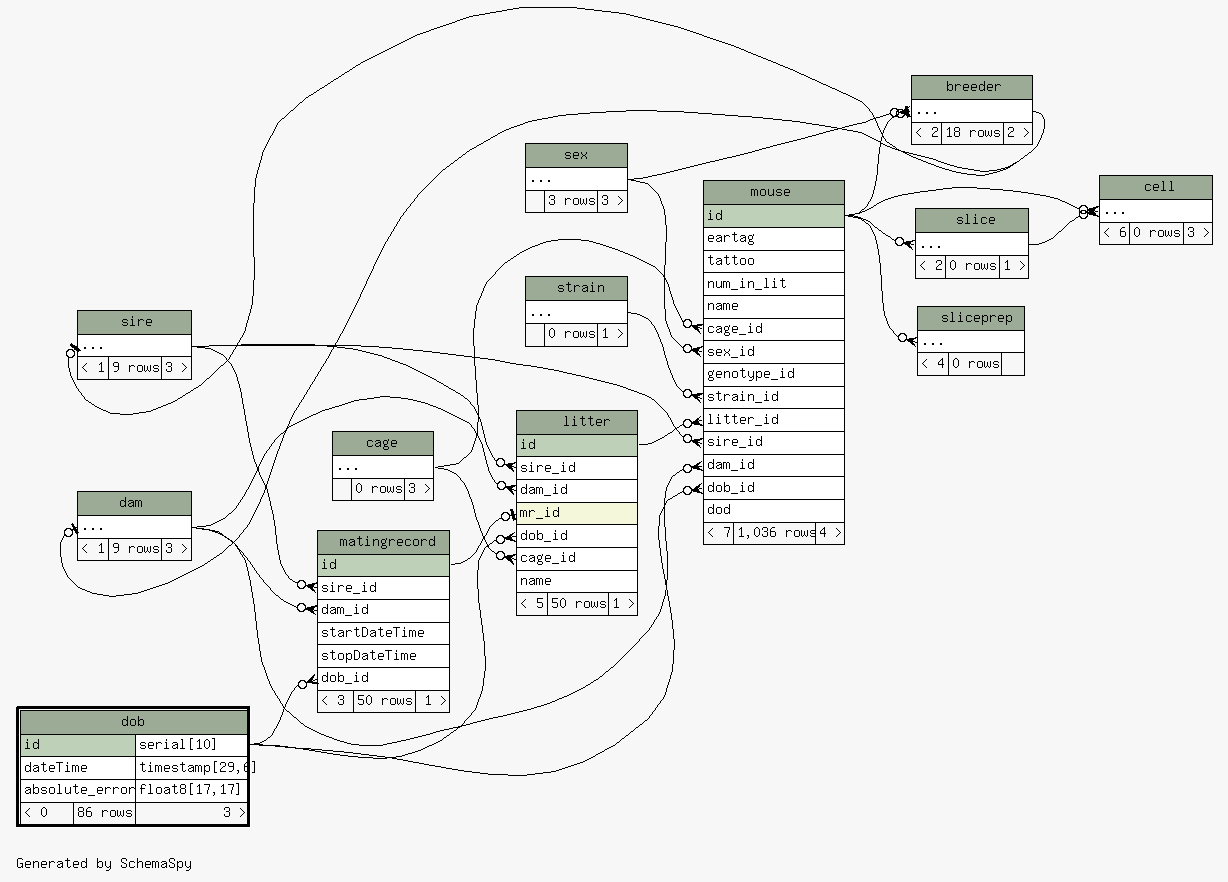 breeder
...
< 2 18 rows 2 >
sex
...
3 rows 3 >
cell
...
< 6 0 rows 3 >
mouse
id
eartag
tattoo
num_in_lit
name
cage_id
sex_id
genotype_id
strain_id
litter_id
sire_id
dam_id
dob_id
dod
< 7 1,036 rows 4 >
slice
...
< 2 0 rows 1 >
strain
...
0 rows 1 >
sliceprep
...
< 4 0 rows
sire
...
< 1 9 rows 3 >
litter
id
sire_id
dam_id
mr_id
dob_id
cage_id
name
< 5 50 rows 1 >
cage
...
0 rows 3 >
dam
...
< 1 9 rows 3 >
matingrecord
id
sire_id
dam_id
startDateTime
stopDateTime
dob_id
< 3 50 rows 1 >
dob
id serial[10]
dateTime timestamp[29,6]
absolute_error float8[17,17]
< 0 86 rows 3 >
Generated by SchemaSpy